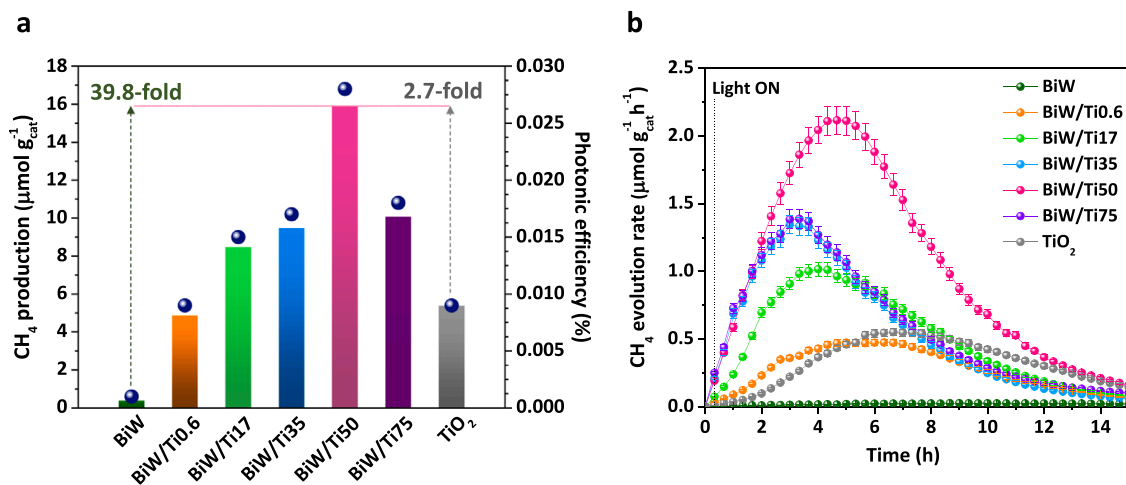 a
CH₄ production (μmol g⁻¹cat)
18
16
14
12
10
8
6
4
2
0
39.8-fold
2.7-fold
0.030
0.025
0.020
0.015
0.010
0.005
0.000
Photonic efficiency (%)
BiW
BiW/Ti0.6
BiW/Ti17
BiW/Ti35
BiW/Ti50
BiW/Ti75
TiO₂
b
CH₄ evolution rate (μmol g⁻¹cat h⁻¹)
2.5
2.0
1.5
1.0
0.5
0.0
Light ON
BiW
BiW/Ti0.6
BiW/Ti17
BiW/Ti35
BiW/Ti50
BiW/Ti75
TiO₂
0 2 4 6 8 10 12 14
Time (h)